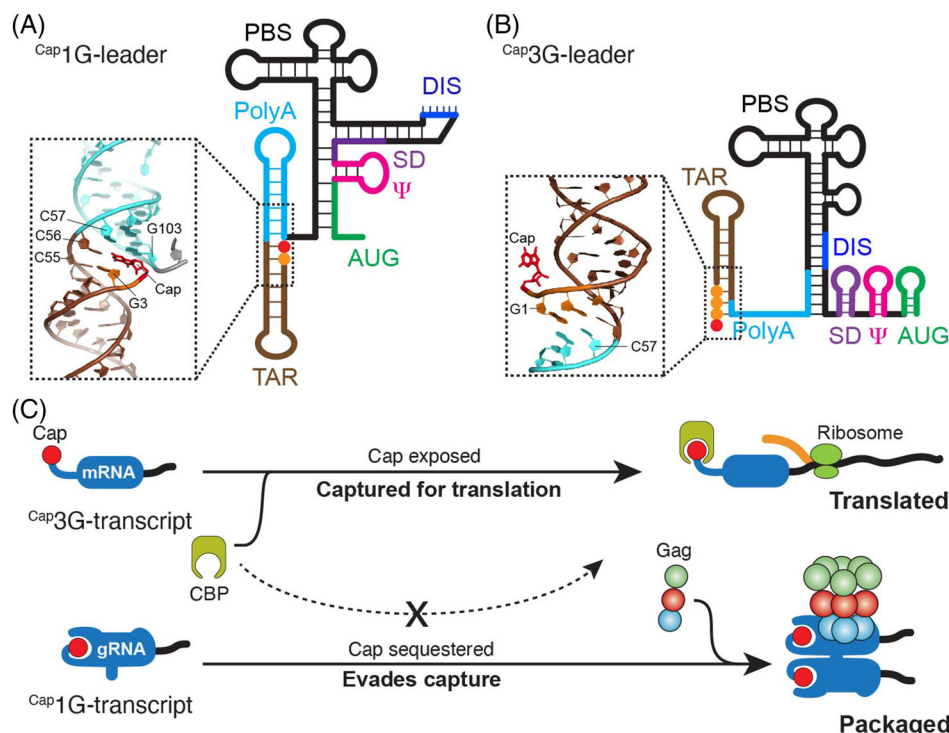 (A)
Cap1G-leader
PBS
DIS
PolyA
SD
Ψ
AUG
TAR
C57
C56
C55
G103
Cap
G3
(B)
Cap3G-leader
PBS
TAR
DIS
PolyA
SD Ψ AUG
Cap
G1
C57
(C)
Cap
mRNA
Cap3G-transcript
Cap exposed
Captured for translation
Ribosome
Translated
CBP
X
Gag
gRNA
Cap1G-transcript
Cap sequestered
Evades capture
Packaged